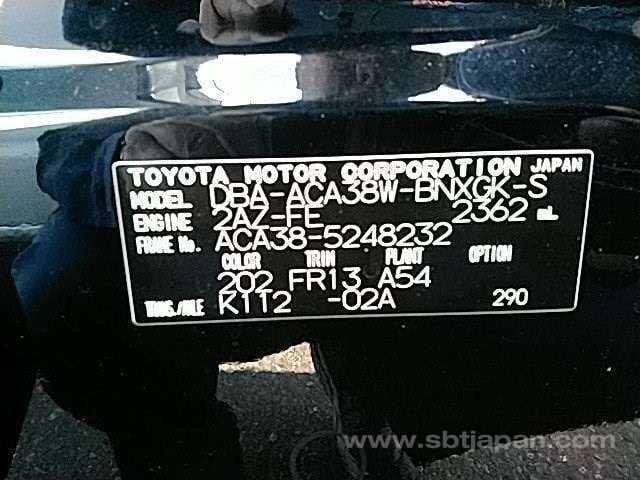 TOYOTA MOTOR CORPORATION JAPAN
MODEL DBA-ACA38W-BNXGK-S
ENGINE 2AZ-FE 2362 mL
FRAME No. ACA38-5248232
COLOR TRIM PLANT OPTION
202 FR13 A54
TRANS./AXLE K112 -02A 290
www.sbtjapan.com